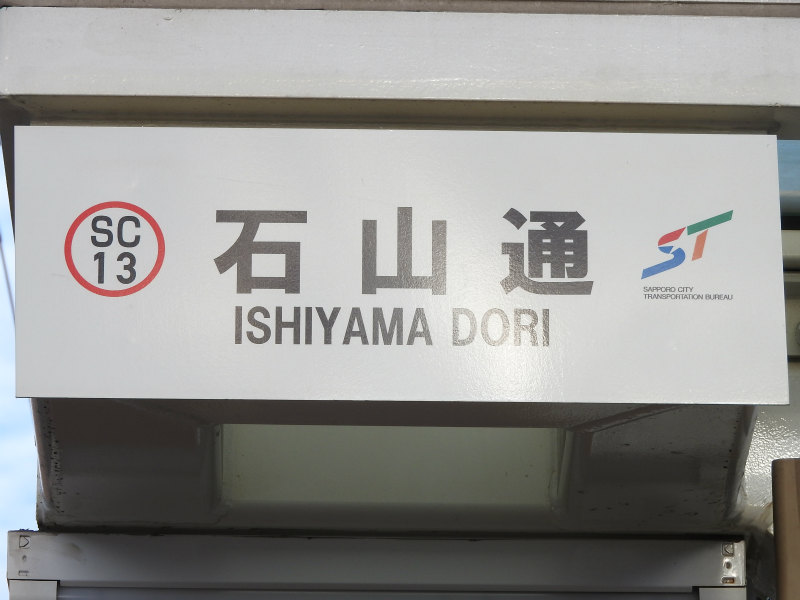 SC
13
石山通
ISHIYAMA DORI
ST
SAPPORO CITY
TRANSPORTATION BUREAU